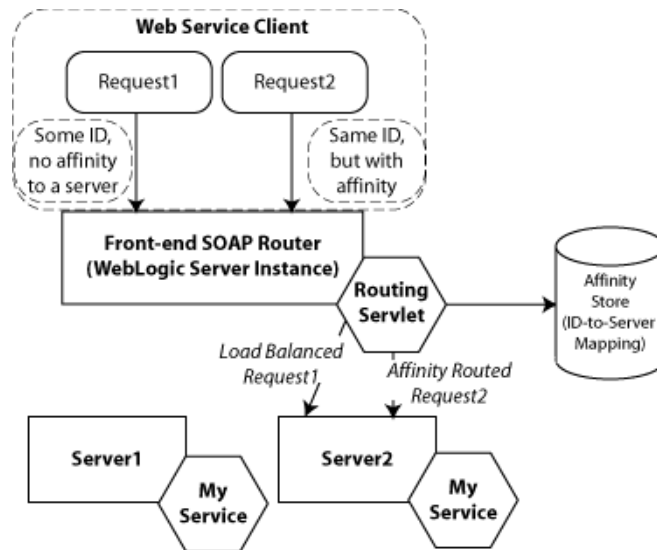 Web Service Client
Request1
Request2
Some ID,
no affinity
to a server
Same ID,
but with
affinity
Front-end SOAP Router
(WebLogic Server Instance)
Routing
Servlet
Affinity
Store
(ID-to-Server
Mapping)
Load Balanced
Request1
Affinity Routed
Request2
Server1
My
Service
Server2
My
Service